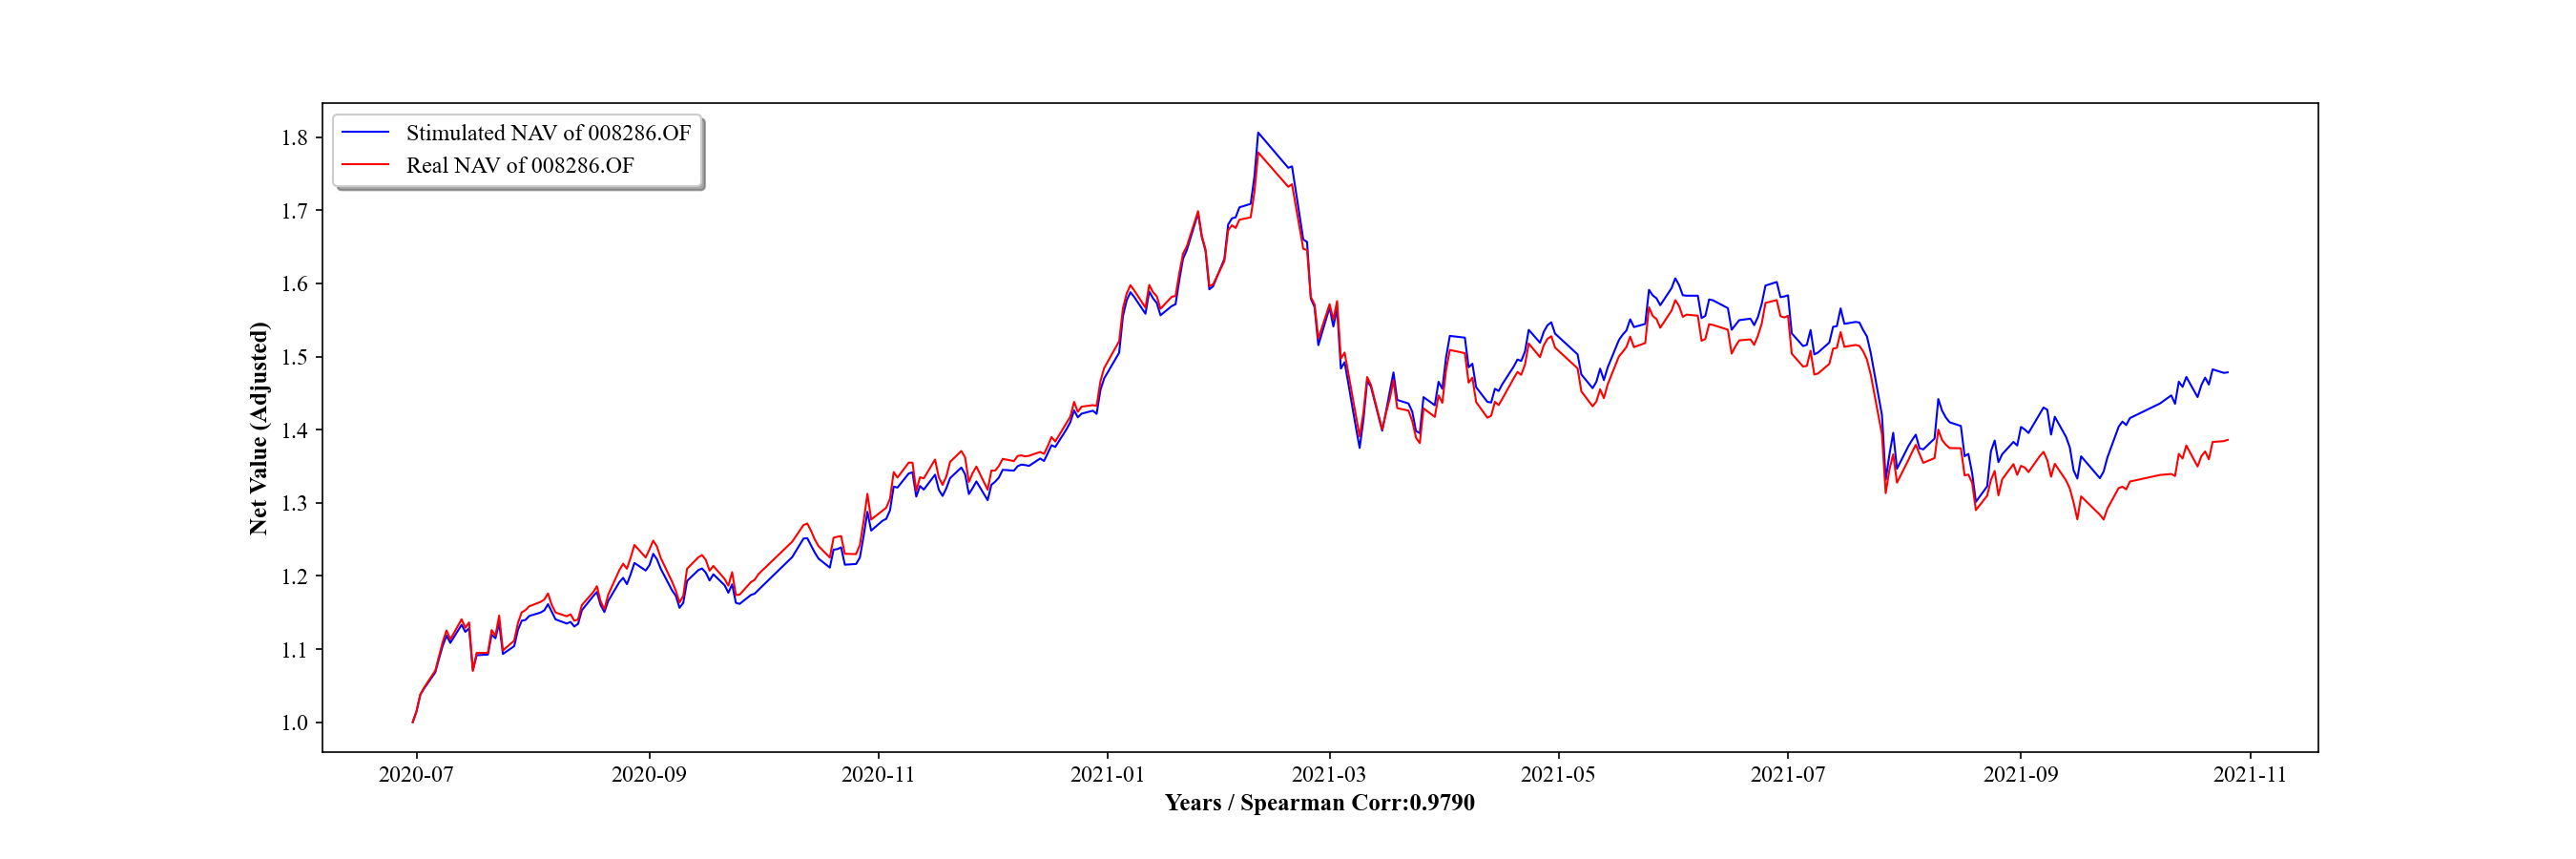 Stimulated NAV of 008286.OF
Real NAV of 008286.OF
1.8
1.7
1.6
1.5
1.4
1.3
1.2
1.1
1.0
Net Value (Adjusted)
2020-07 2020-09 2020-11 2021-01 2021-03 2021-05 2021-07 2021-09 2021-11
Years / Spearman Corr:0.9790